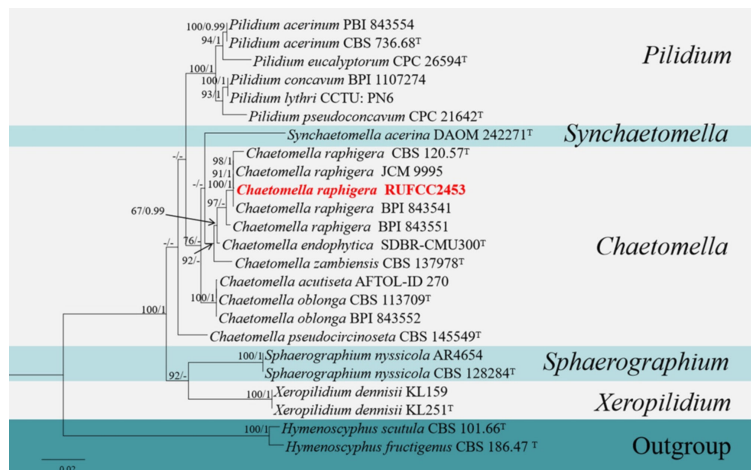 100/0.99
Pilidium acerinum PBI 843554
94/1
Pilidium acerinum CBS 736.68ᵀ
Pilidium eucalyptorum CPC 26594ᵀ
Pilidium
100/1
100/1
Pilidium concavum BPI 1107274
93/1
Pilidium lythri CCTU: PN6
Pilidium pseudoconcavum CPC 21642ᵀ
Synchaetomella acerina DAOM 242271ᵀ
Synchaetomella
-/-
Chaetomella raphigera CBS 120.57ᵀ
98/1
Chaetomella raphigera JCM 9995
91/1
-/-
100/1
Chaetomella raphigera RUFCC2453
97/-
Chaetomella raphigera BPI 843541
67/0.99
Chaetomella raphigera BPI 843551
-/-
76/-
Chaetomella endophytica SDBR-CMU300ᵀ
Chaetomella
92/-
Chaetomella zambiensis CBS 137978ᵀ
Chaetomella acutiseta AFTOL-ID 270
100/1
Chaetomella oblonga CBS 113709ᵀ
100/1
Chaetomella oblonga BPI 843552
Chaetomella pseudocircinoseta CBS 145549ᵀ
100/1
Sphaerographium nyssicola AR4654
Sphaerographium
92/-
Sphaerographium nyssicola CBS 128284ᵀ
100/1
Xeropilidium dennisii KL159
Xeropilidium
Xeropilidium dennisii KL251ᵀ
100/1
Hymenoscyphus scutula CBS 101.66ᵀ
Hymenoscyphus fructigenus CBS 186.47 ᵀ
Outgroup
0.02